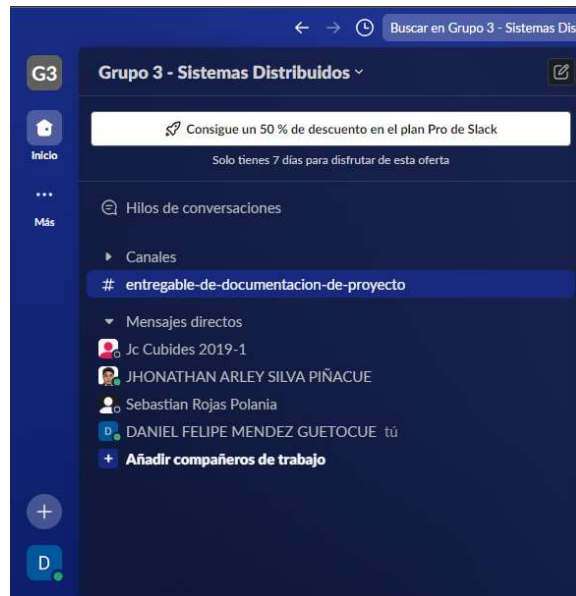 Buscar en Grupo 3 - Sistemas Dis
G3
Grupo 3 - Sistemas Distribuidos
Consigue un 50 % de descuento en el plan Pro de Slack
Inicio
Solo tienes 7 días para disfrutar de esta oferta
Más
Hilos de conversaciones
Canales
# entregable-de-documentacion-de-proyecto
Mensajes directos
Jc Cubides 2019-1
JHONATHAN ARLEY SILVA PIÑACUE
Sebastian Rojas Polania
D DANIEL FELIPE MENDEZ GUETOCUE tú
+ Añadir compañeros de trabajo
+
D